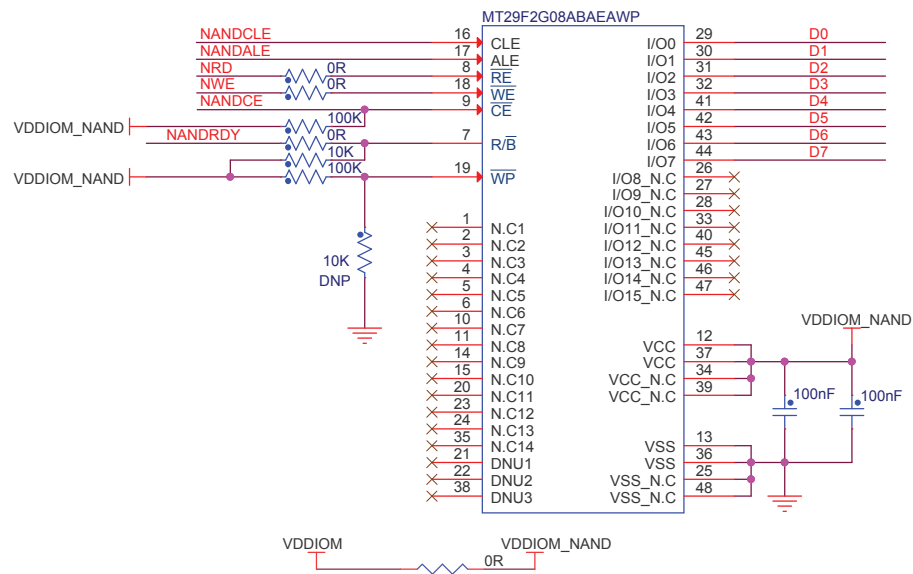 MT29F2G08ABAEAWP
NANDCLE 16 CLE I/O0 29 D0
NANDALE 17 ALE I/O1 30 D1
NRD 0R 8 RE I/O2 31 D2
NWE 0R 18 WE I/O3 32 D3
NANDCE 9 CE I/O4 41 D4
VDDIOM_NAND 100K I/O5 42 D5
NANDRDY 0R 7 R/B I/O6 43 D6
10K I/O7 44 D7
VDDIOM_NAND 100K 19 WP I/O8_N.C 26
I/O9_N.C 27
I/O10_N.C 28
1 N.C1 I/O11_N.C 33
2 N.C2 I/O12_N.C 40
3 N.C3 I/O13_N.C 45
10K
DNP
4 N.C4 I/O14_N.C 46
5 N.C5 I/O15_N.C 47
6 N.C6
10 N.C7
VDDIOM_NAND
11 N.C8 VCC 12
14 N.C9 VCC 37
15 N.C10 VCC_N.C 34
20 N.C11 VCC_N.C 39
100nF 100nF
23 N.C12
24 N.C13
35 N.C14 VSS 13
21 DNU1 VSS 36
22 DNU2 VSS_N.C 25
38 DNU3 VSS_N.C 48
VDDIOM VDDIOM_NAND
0R